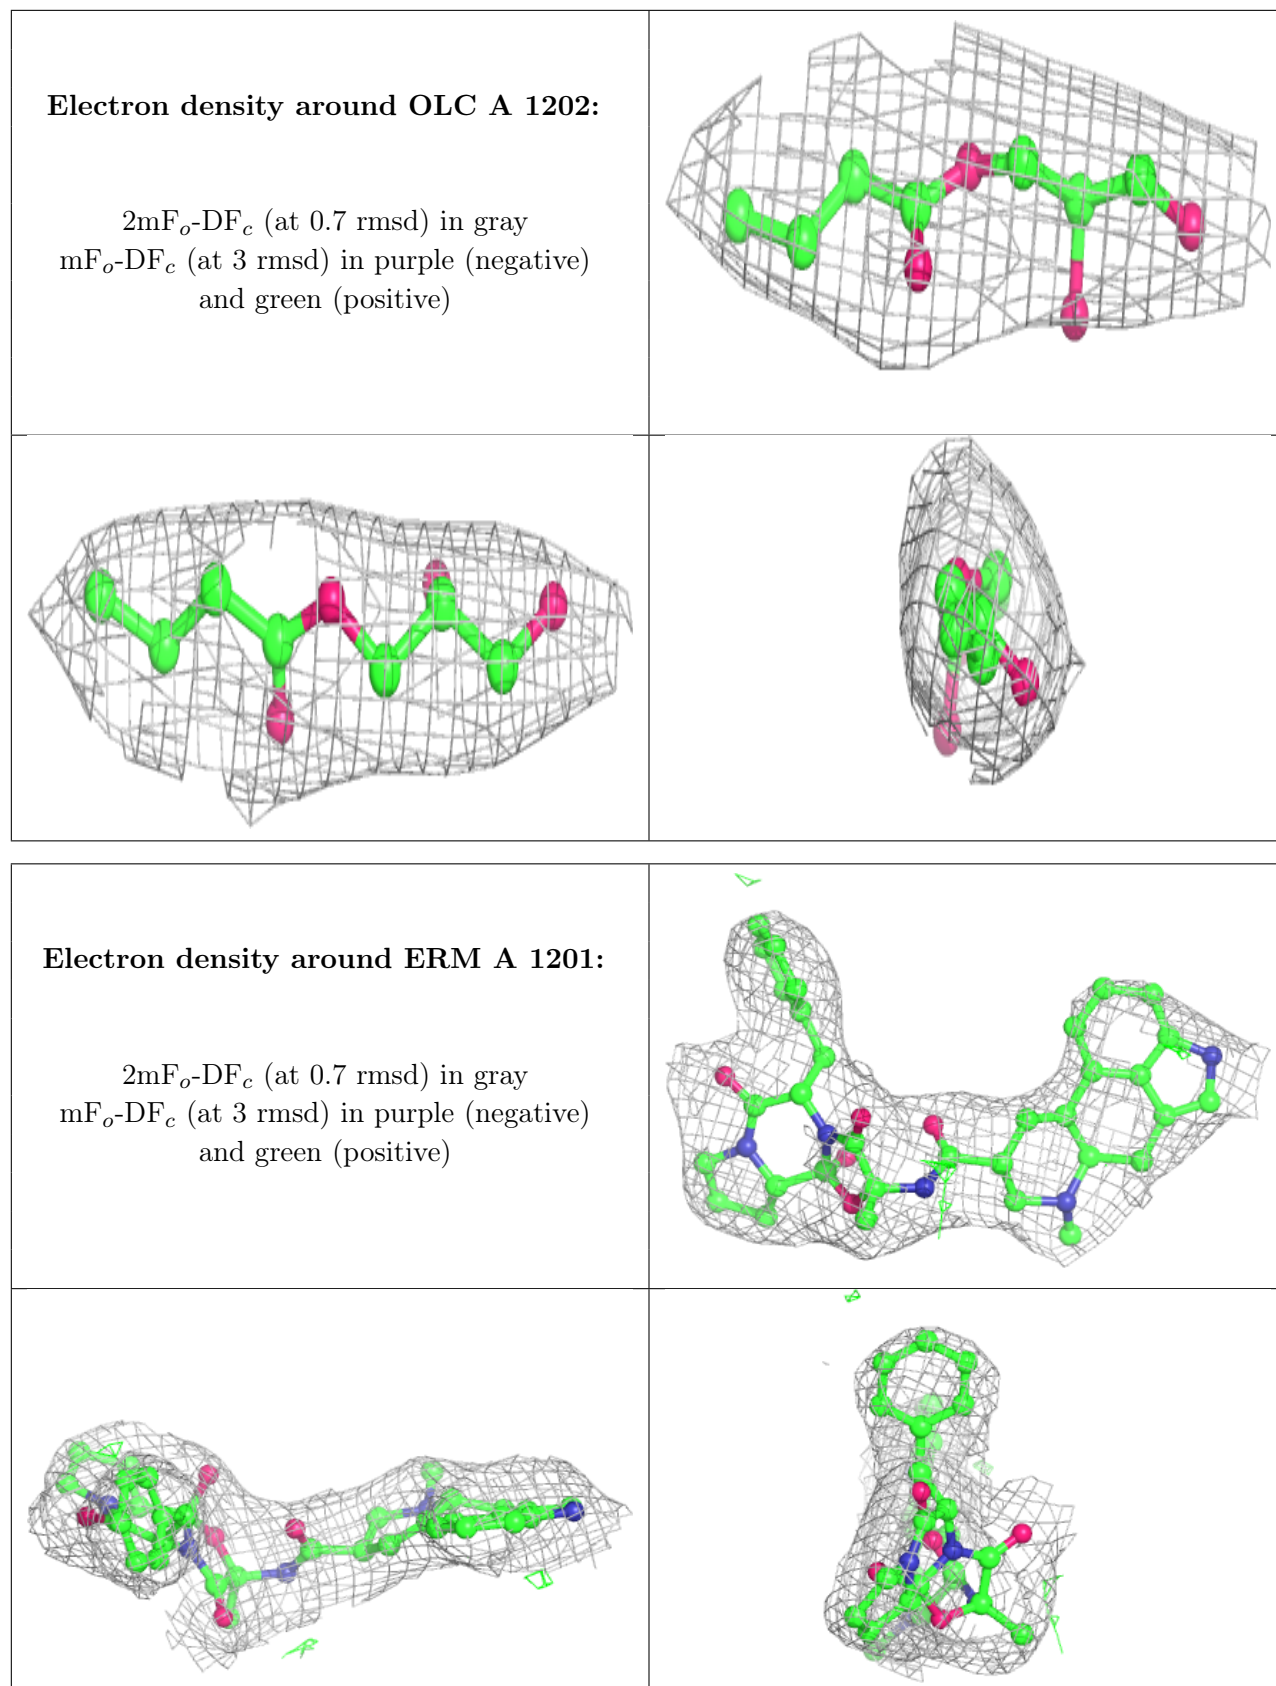 Electron density around OLC A 1202:
2mFo-DFc (at 0.7 rmsd) in gray
mFo-DFc (at 3 rmsd) in purple (negative)
and green (positive)
Electron density around ERM A 1201:
2mFo-DFc (at 0.7 rmsd) in gray
mFo-DFc (at 3 rmsd) in purple (negative)
and green (positive)